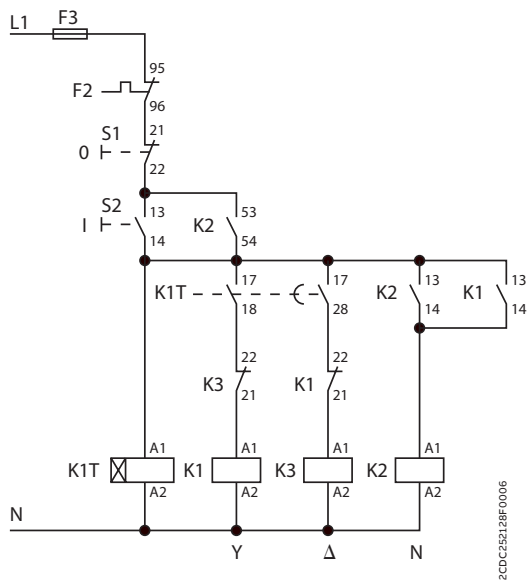 L1 F3
95
F2
96
S1 21
0
22
S2 13 53
I K2
14 54
17 17 13 13
K1T K2 K1
18 28 14 14
22 22
K3 K1
21 21
A1 A1 A1 A1
K1T K1 K3 K2
A2 A2 A2 A2
N
Y Δ N
2CDC252128F0006